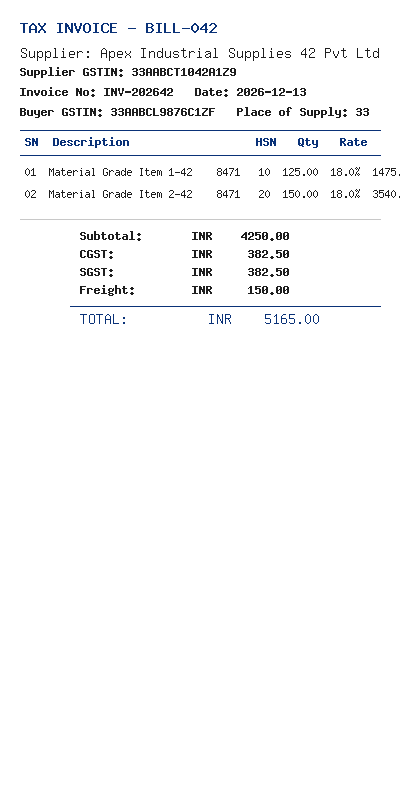 TAX INVOICE - BILL-042
Supplier: Apex Industrial Supplies 42 Pvt Ltd
Supplier GSTIN: 33AABCT1042A1Z9
Invoice No: INV-202642 Date: 2026-12-13
Buyer GSTIN: 33AABCL9876C1ZF Place of Supply: 33
SN Description HSN Qty Rate
01 Material Grade Item 1-42 8471 10 125.00 18.0% 1475.
02 Material Grade Item 2-42 8471 20 150.00 18.0% 3540.
Subtotal: INR 4250.00
CGST: INR 382.50
SGST: INR 382.50
Freight: INR 150.00
TOTAL: INR 5165.00